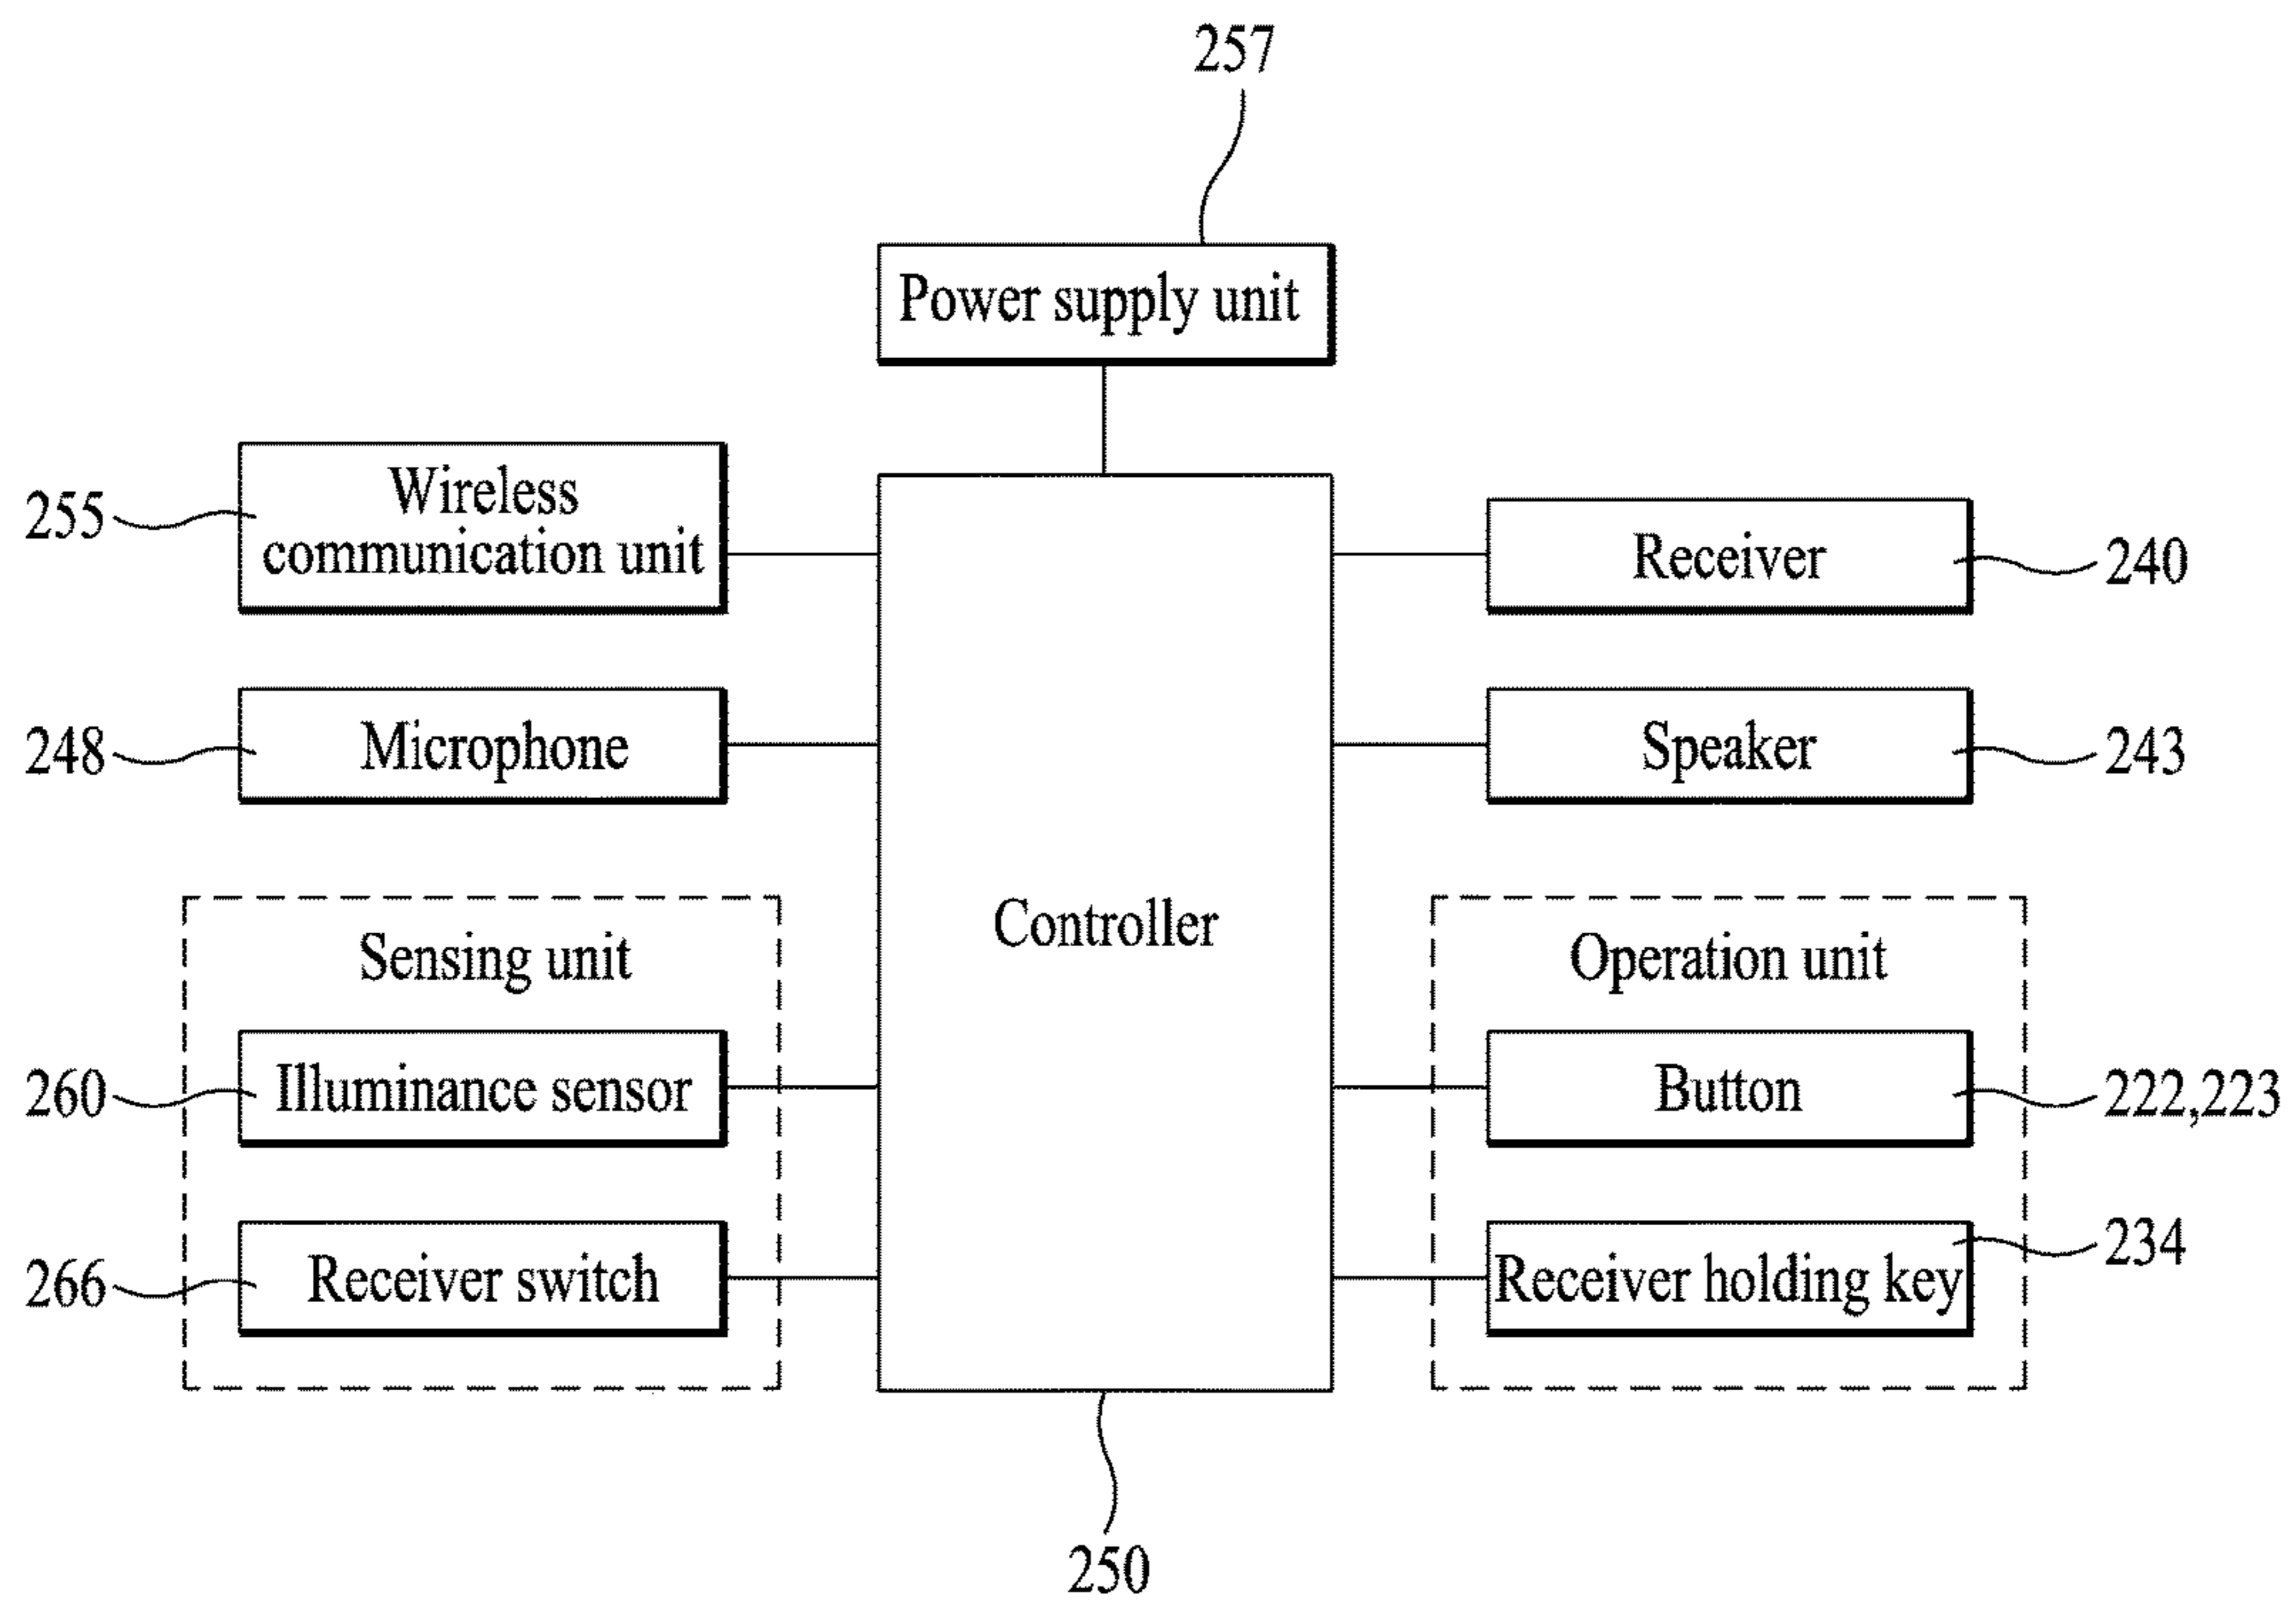 257
Power supply unit
255
Wireless
communication unit
Receiver
240
248
Microphone
Speaker
243
Controller
Sensing unit
Operation unit
260
Illuminance sensor
Button
222,223
266
Receiver switch
Receiver holding key
234
250